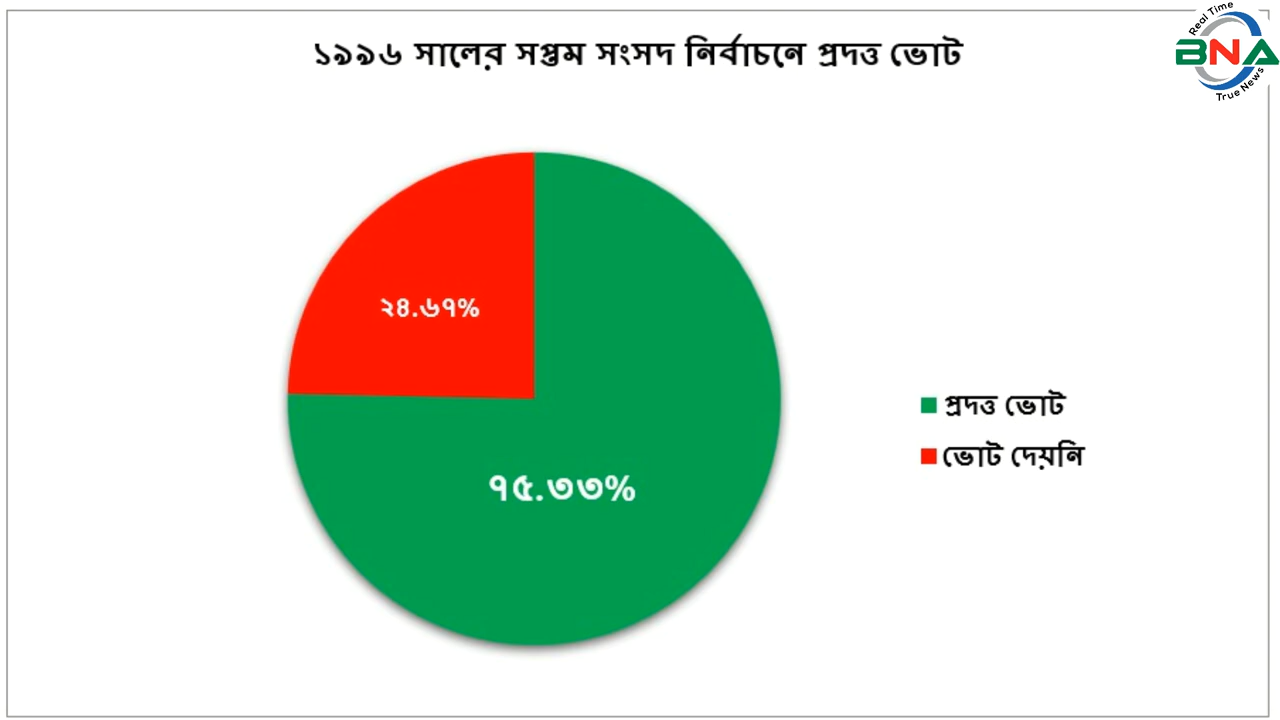 ১৯৯৬ সালের সপ্তম সংসদ নির্বাচনে প্রদত্ত ভোট
Real Time
BNA
True News
২৪.৬৭%
৭৫.৩৩%
প্রদত্ত ভোট
ভোট দেয়নি